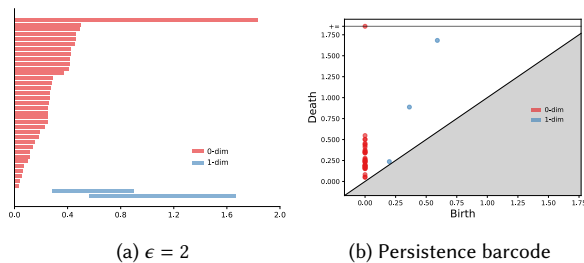 0-dim
1-dim
0.0 0.4 0.8 1.2 1.6 2.0
(a) ϵ = 2
Death
+∞
1.750
1.500
1.250
1.000
0.750
0.500
0.250
0.000
0-dim
1-dim
0.00 0.25 0.50 0.75 1.00 1.25 1.50 1.75
Birth
(b) Persistence barcode